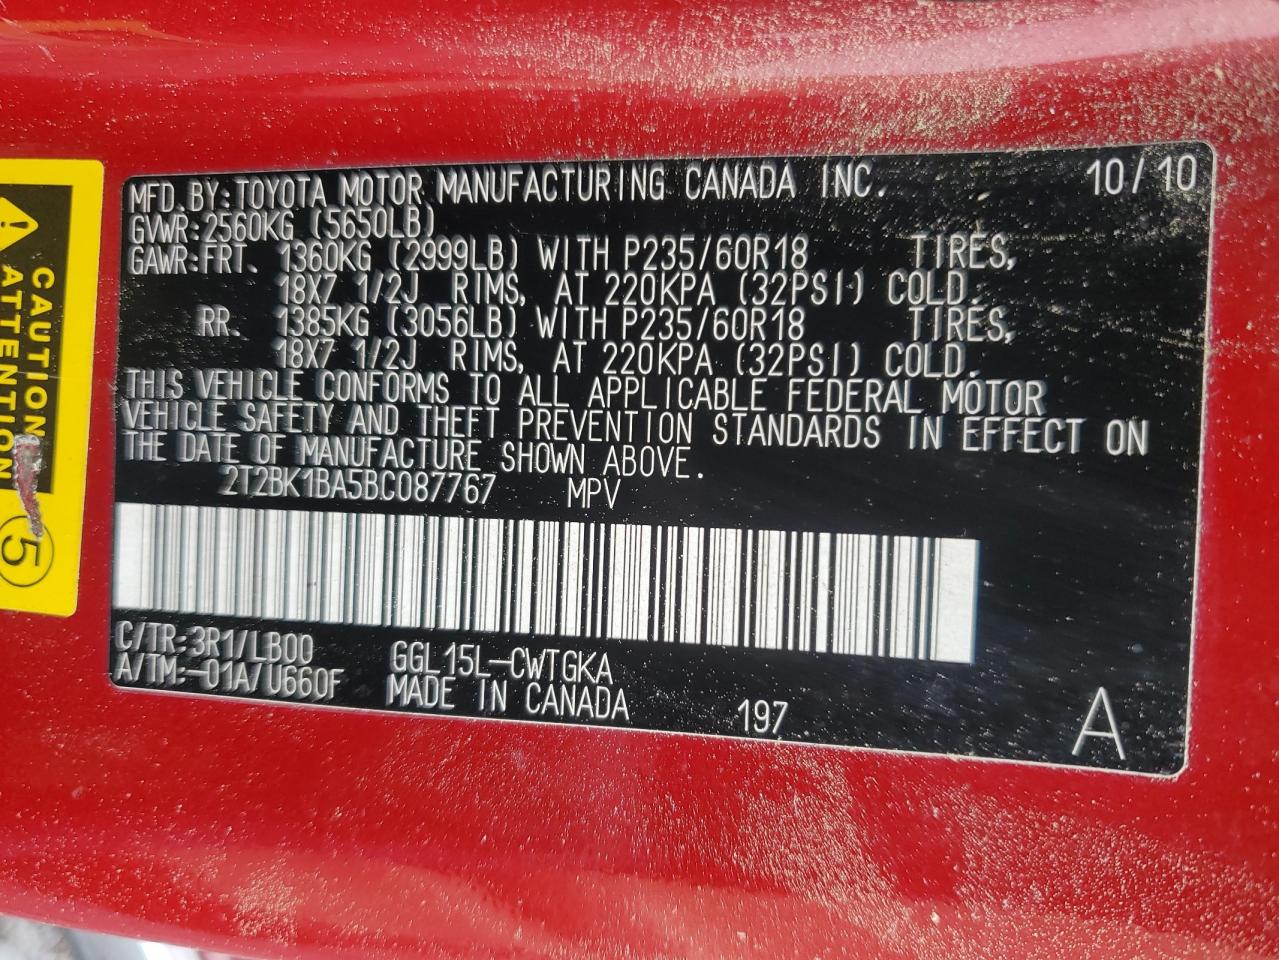 MFD. BY: TOYOTA MOTOR MANUFACTURING CANADA INC. 10/10
GVWR: 2560KG (5650LB)
GAWR: FRT. 1360KG (2999LB) WITH P235/60R18 TIRES,
18X7 1/2J RIMS, AT 220KPA (32PSI) COLD.
RR. 1385KG (3056LB) WITH P235/60R18 TIRES,
18X7 1/2J RIMS, AT 220KPA (32PSI) COLD.
THIS VEHICLE CONFORMS TO ALL APPLICABLE FEDERAL MOTOR
VEHICLE SAFETY AND THEFT PREVENTION STANDARDS IN EFFECT ON
THE DATE OF MANUFACTURE SHOWN ABOVE.
2T2BK1BA5BC087767 MPV
C/TR: 3R1/LB00 GGL15L-CWTGKA
A/TM: -01A/U660F MADE IN CANADA 197 A
CAUTION
ATTENTION
5